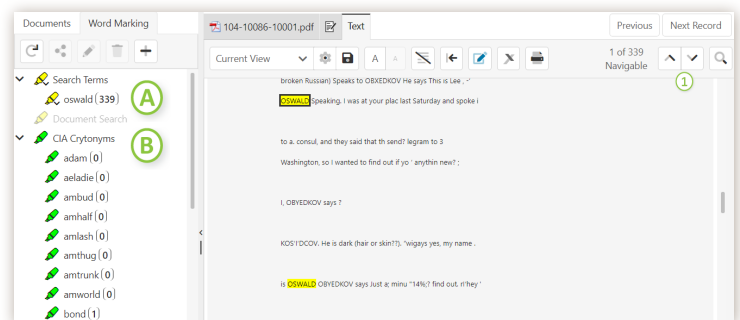 Documents Word Marking
104-10086-10001.pdf Text
Previous Next Record
Current View
A A
1 of 339
Navigable
1
Search Terms
oswald (339)
A
Document Search
CIA Crytonyms
B
adam (0)
aeladie (0)
ambud (0)
amhalf (0)
amlash (0)
amthug (0)
amtrunk (0)
amworld (0)
bond (1)
broken Russian) Speaks to OBXEDKOV He says This is Lee , -'
OSWALD Speaking. I was at your plac last Saturday and spoke i
to a. consul, and they said that th send? legram to 3
Washington, so I wanted to find out if yo ' anythin new? ;
I, OBYEDKOV says ?
KOS'I'DCOV. He is dark (hair or skin??). "wigays yes, my name .
is OSWALD OBYEDKOV says Just a; minu "14%;? find out. r\'hey '